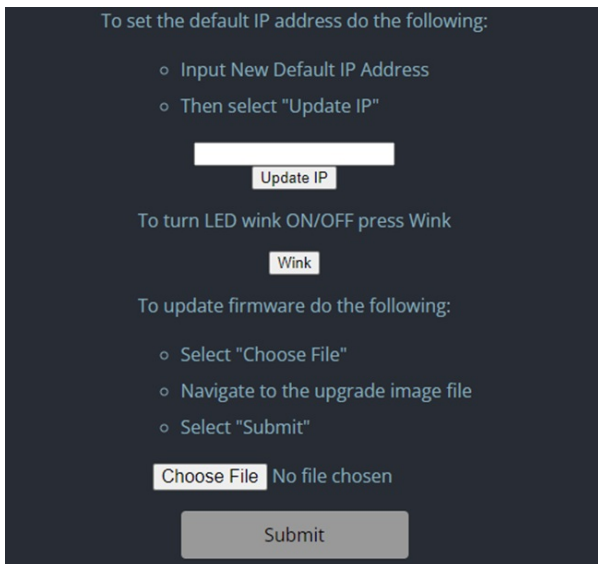 To set the default IP address do the following:
Input New Default IP Address
Then select "Update IP"
Update IP
To turn LED wink ON/OFF press Wink
Wink
To update firmware do the following:
Select "Choose File"
Navigate to the upgrade image file
Select "Submit"
Choose File No file chosen
Submit